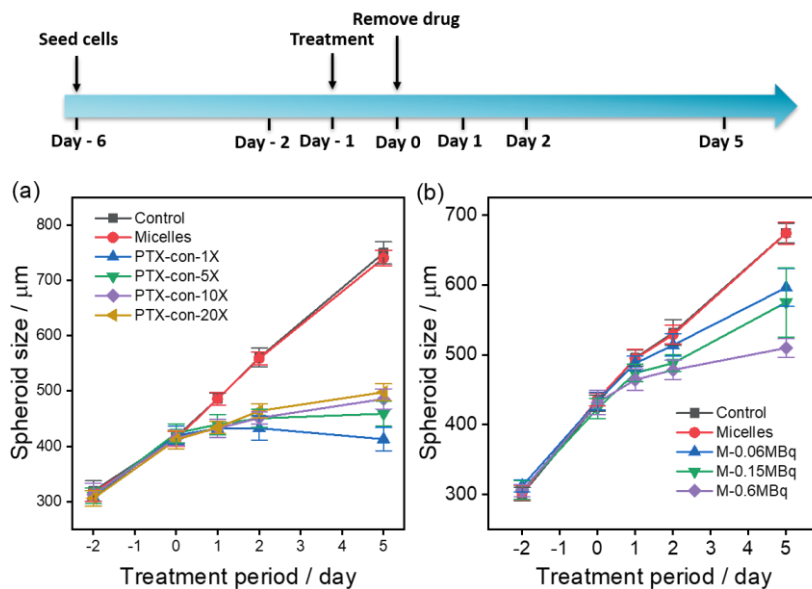 Remove drug
Seed cells
Treatment
Day - 6
Day - 2
Day - 1
Day 0
Day 1
Day 2
Day 5
(a)
800
700
600
500
400
300
Spheroid size / μm
Control
Micelles
PTX-con-1X
PTX-con-5X
PTX-con-10X
PTX-con-20X
-2 -1 0 1 2 3 4 5
Treatment period / day
(b)
700
600
500
400
300
Spheroid size / μm
Control
Micelles
M-0.06MBq
M-0.15MBq
M-0.6MBq
-2 -1 0 1 2 3 4 5
Treatment period / day